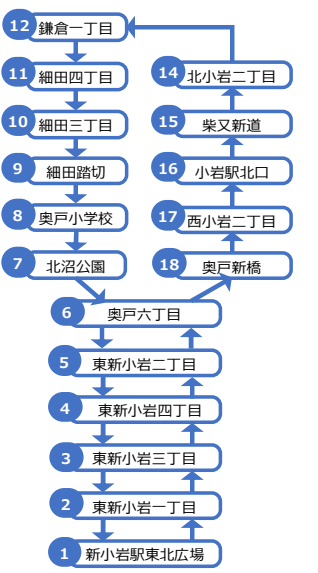 12 鎌倉一丁目
11 細田四丁目
14 北小岩二丁目
10 細田三丁目
15 柴又新道
9 細田踏切
16 小岩駅北口
8 奥戸小学校
17 西小岩二丁目
7 北沼公園
18 奥戸新橋
6 奥戸六丁目
5 東新小岩二丁目
4 東新小岩四丁目
3 東新小岩三丁目
2 東新小岩一丁目
1 新小岩駅東北広場